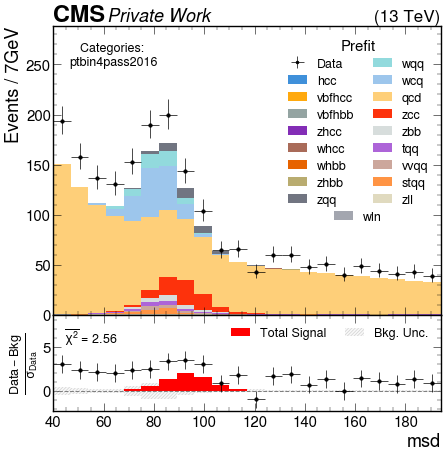 CMS Private Work (13 TeV)
Events / 7GeV
Categories:
ptbin4pass2016
Prefit
Data
hcc
vbfhcc
vbfhbb
zhcc
whcc
whbb
zhbb
zqq
wqq
wcq
qcd
zcc
zbb
tqq
vvqq
stqq
zll
wln
0
50
100
150
200
250
χ² = 2.56
Total Signal
Bkg. Unc.
Data − Bkg
σData
0
5
40 60 80 100 120 140 160 180
msd